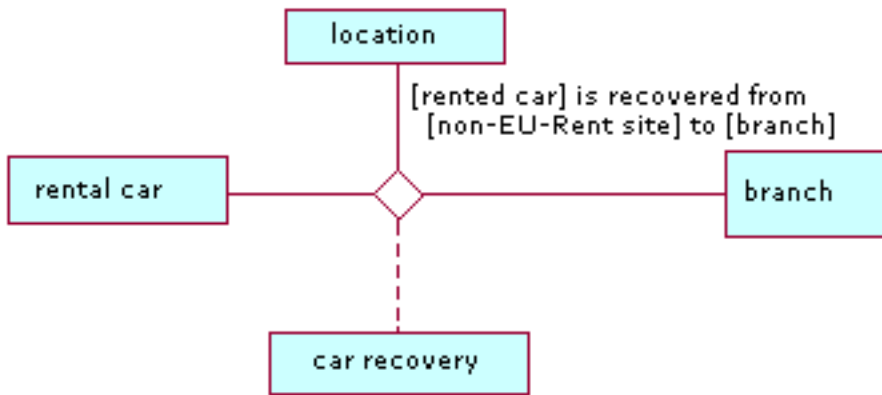 location
[rented car] is recovered from
[non-EU-Rent site] to [branch]
rental car
branch
car recovery